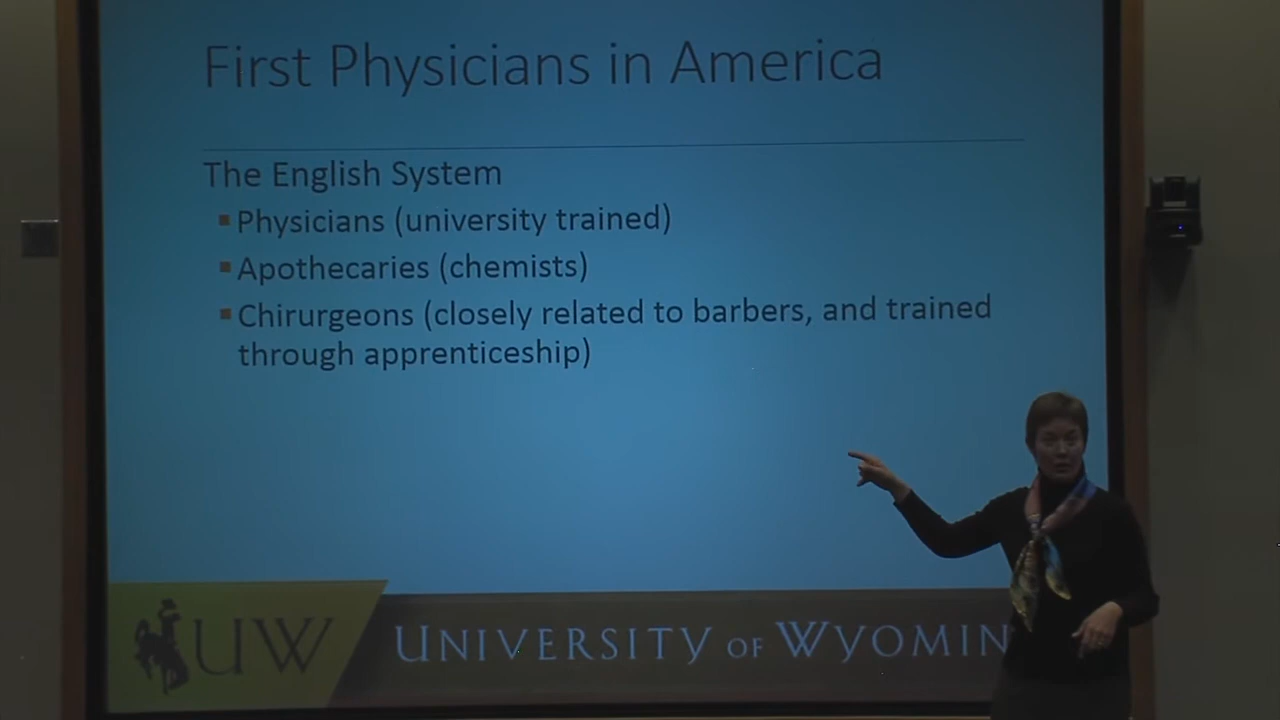 First Physicians in America
The English System
▪Physicians (university trained)
▪Apothecaries (chemists)
▪Chirurgeons (closely related to barbers, and trained
through apprenticeship)
UW
UNIVERSITY OF WYOMIN